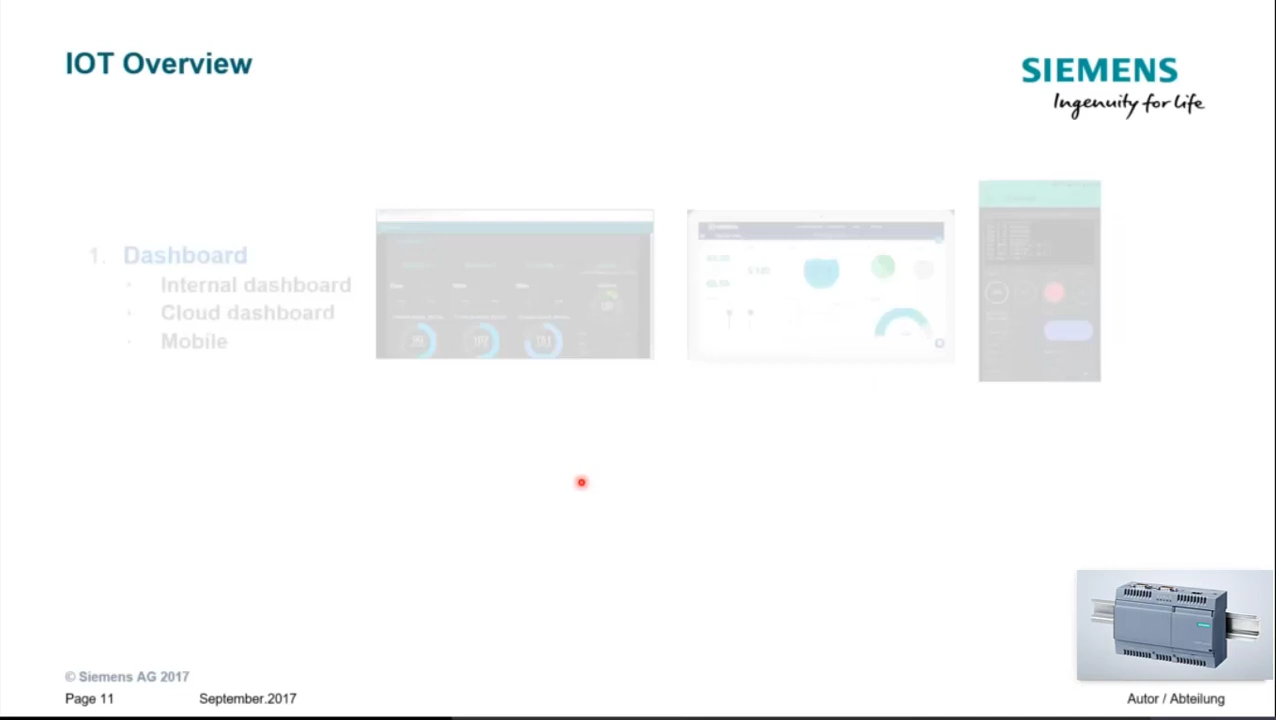 IOT Overview
SIEMENS
Ingenuity for Life
1. Dashboard
· Internal dashboard
· Cloud dashboard
· Mobile
© Siemens AG 2017
Page 11
September.2017
Autor / Abteilung